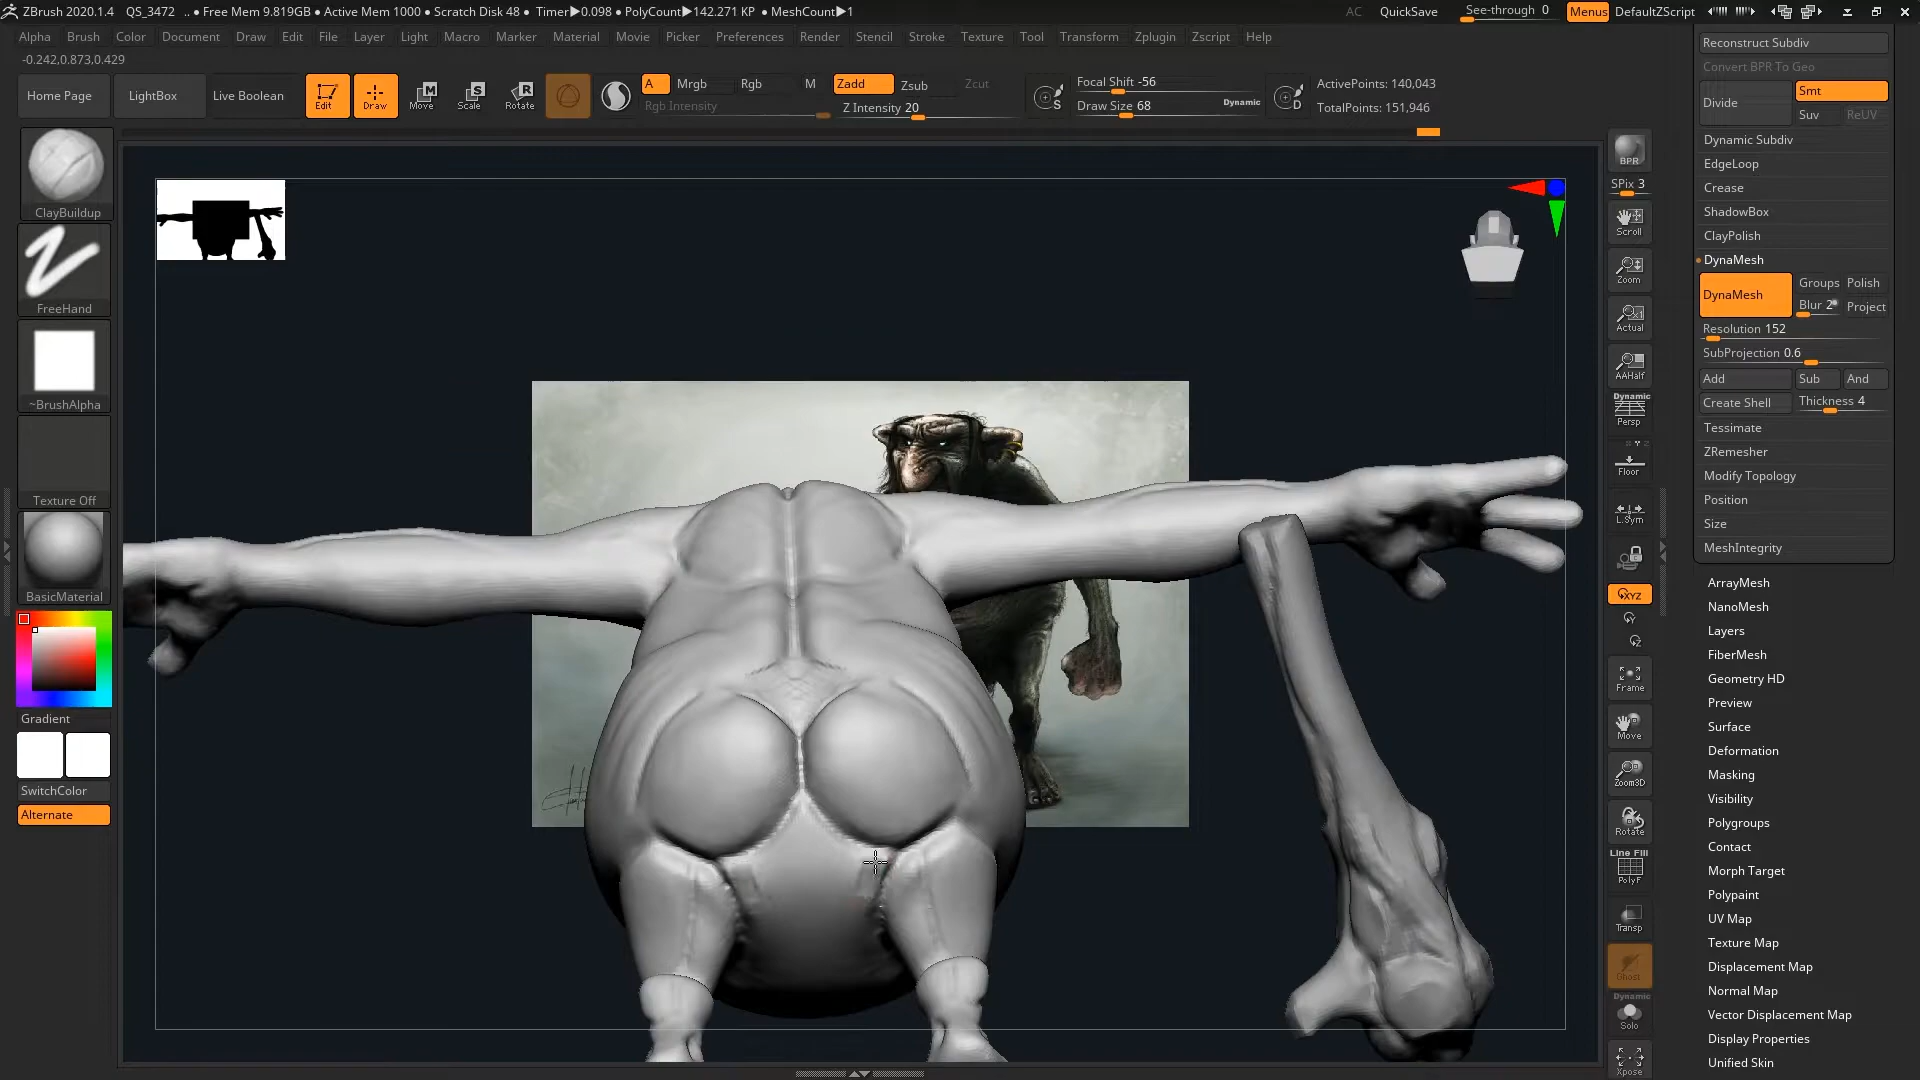 ZBrush 2020.1.4 QS_3472 .. • Free Mem 9.819GB • Active Mem 1000 • Scratch Disk 48 • Timer▶0.098 • PolyCount▶142.271 KP • MeshCount▶1 AC QuickSave See-through 0 Menus DefaultZScript
Alpha Brush Color Document Draw Edit File Layer Light Macro Marker Material Movie Picker Preferences Render Stencil Stroke Texture Tool Transform Zplugin Zscript Help
-0.242,0.873,0.429
Home Page LightBox Live Boolean Edit Draw Move Scale Rotate A Mrgb Rgb M Zadd Zsub Zcut Focal Shift -56 ActivePoints: 140,043
Rgb Intensity Z Intensity 20 S Draw Size 68 Dynamic D TotalPoints: 151,946
ClayBuildup
FreeHand
~BrushAlpha
Texture Off
BasicMaterial
Gradient
SwitchColor
Alternate
BPR
SPix 3
Scroll
Zoom
Actual
AAHalf
Dynamic
Persp
Floor
L.Sym
XYZ
Y
Z
Frame
Move
Zoom3D
Rotate
Line Fill
PolyF
Transp
Ghost
Dynamic
Solo
Xpose
Reconstruct Subdiv
Convert BPR To Geo
Divide Smt
Suv ReUV
Dynamic Subdiv
EdgeLoop
Crease
ShadowBox
ClayPolish
DynaMesh
DynaMesh Groups Polish
Blur 2 Project
Resolution 152
SubProjection 0.6
Add Sub And
Create Shell Thickness 4
Tessimate
ZRemesher
Modify Topology
Position
Size
MeshIntegrity
ArrayMesh
NanoMesh
Layers
FiberMesh
Geometry HD
Preview
Surface
Deformation
Masking
Visibility
Polygroups
Contact
Morph Target
Polypaint
UV Map
Texture Map
Displacement Map
Normal Map
Vector Displacement Map
Display Properties
Unified Skin